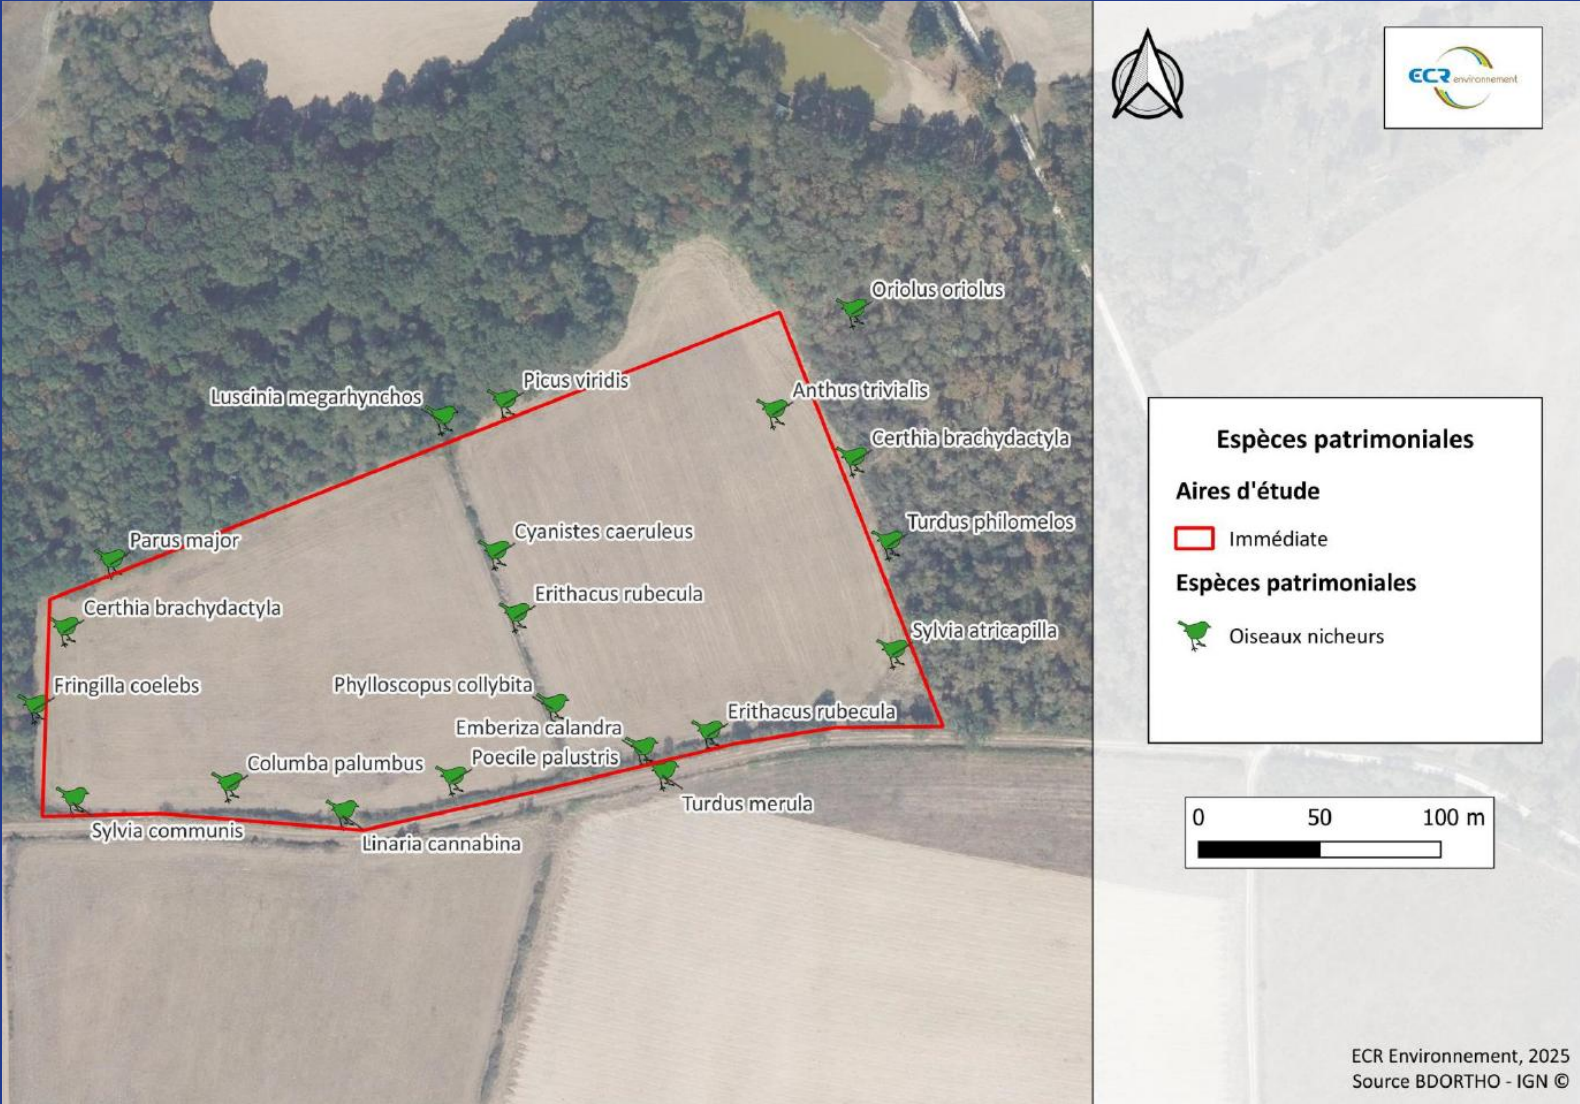 Oriolus oriolus
Picus viridis
Luscinia megarhynchos
Anthus trivialis
Certhia brachydactyla
Turdus philomelos
Cyanistes caeruleus
Parus major
Erithacus rubecula
Certhia brachydactyla
Sylvia atricapilla
Fringilla coelebs
Phylloscopus collybita
Erithacus rubecula
Emberiza calandra
Poecile palustris
Columba palumbus
Turdus merula
Sylvia communis
Linaria cannabina
ECR environnement
Espèces patrimoniales
Aires d'étude
Immédiate
Espèces patrimoniales
Oiseaux nicheurs
0 50 100 m
ECR Environnement, 2025
Source BDORTHO - IGN ©